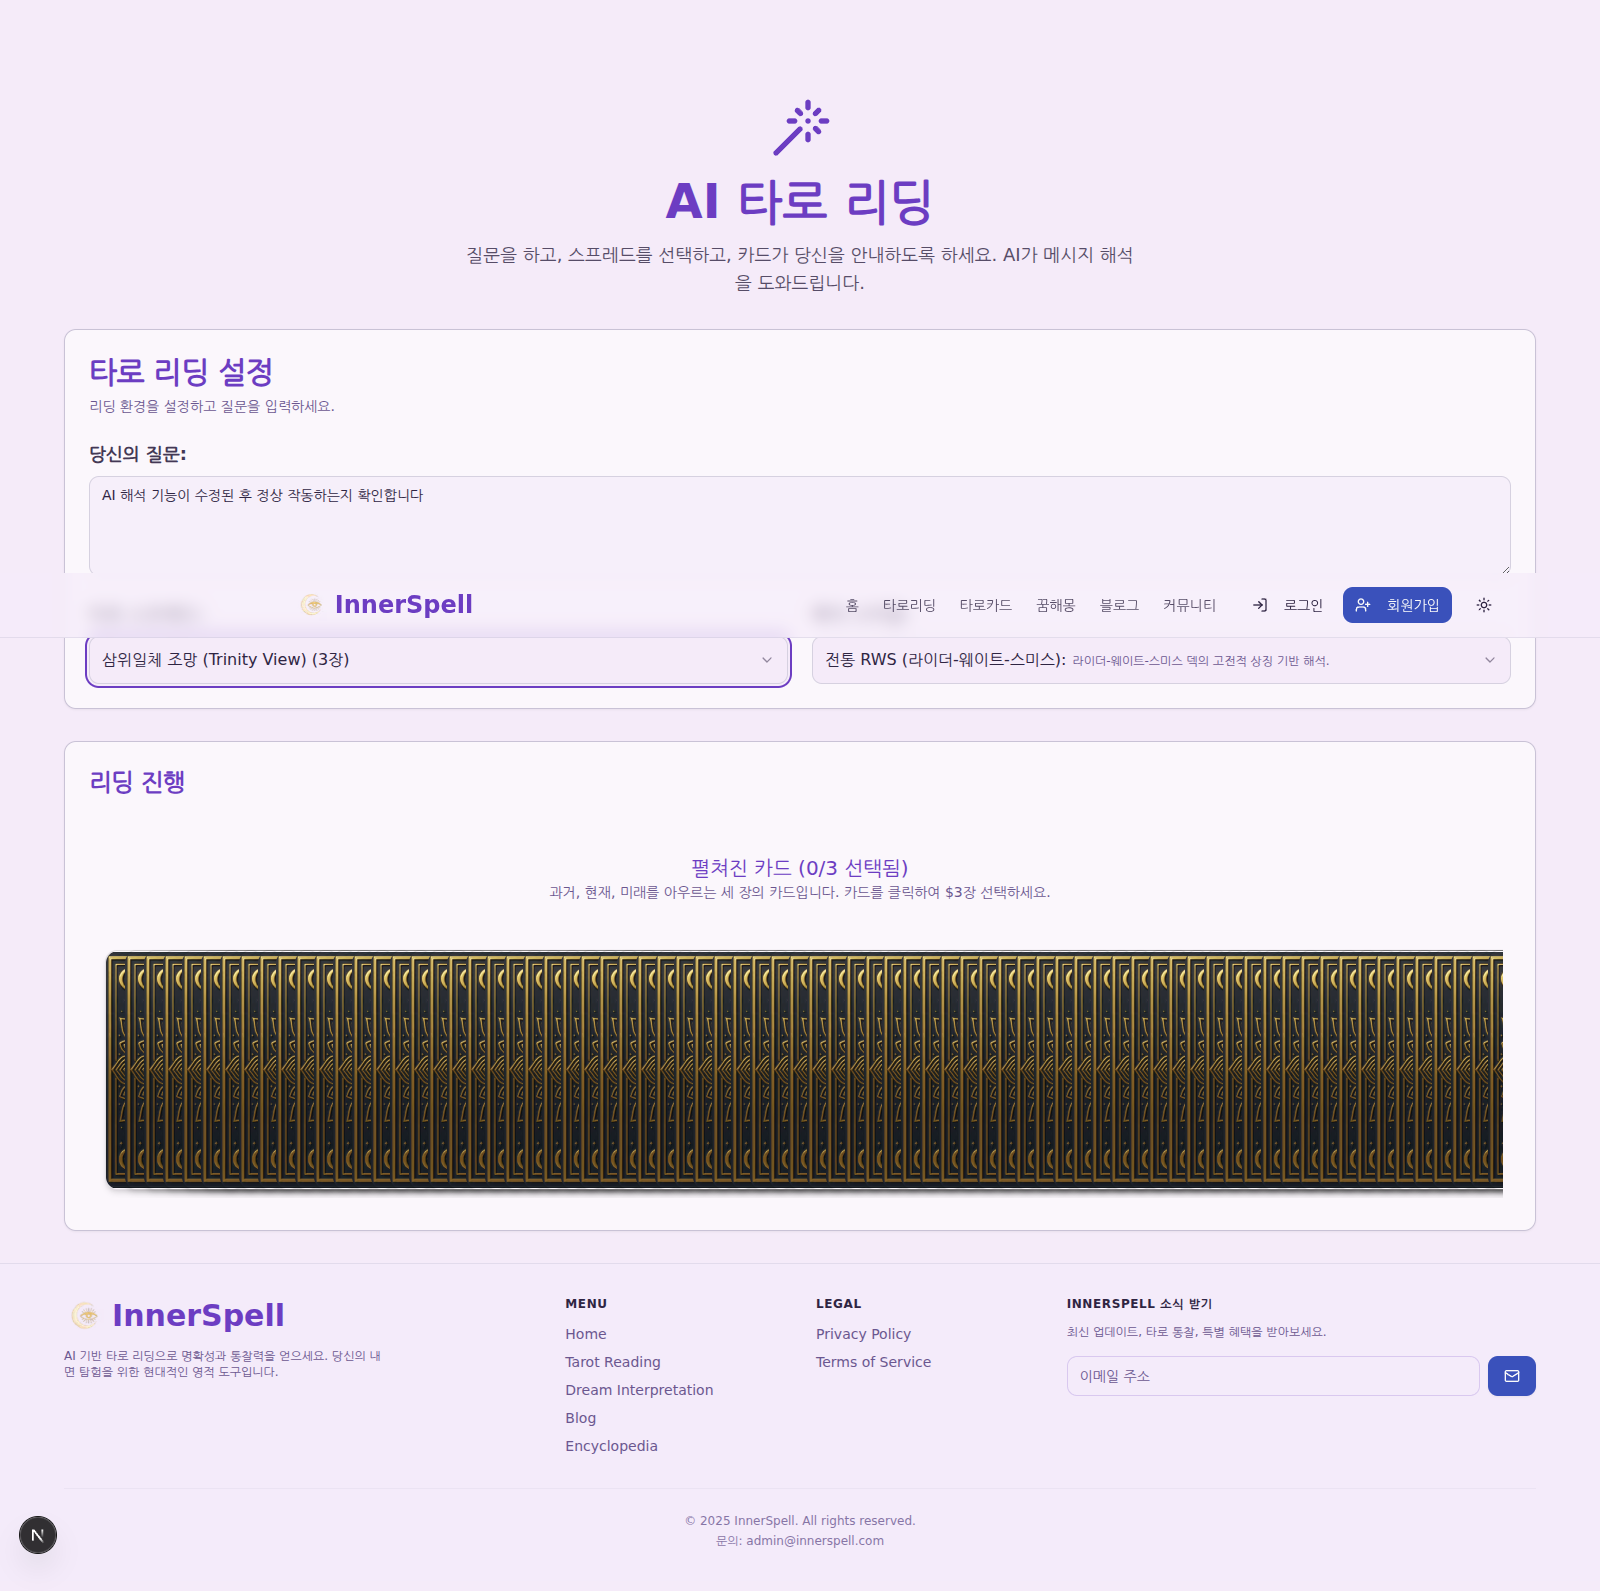 AI 타로 리딩
질문을 하고, 스프레드를 선택하고, 카드가 당신을 안내하도록 하세요. AI가 메시지 해석
을 도와드립니다.
타로 리딩 설정
리딩 환경을 설정하고 질문을 입력하세요.
당신의 질문:
AI 해석 기능이 수정된 후 정상 작동하는지 확인합니다
InnerSpell 홈 타로리딩 타로카드 꿈해몽 블로그 커뮤니티 로그인 회원가입
삼위일체 조망 (Trinity View) (3장) 전통 RWS (라이더-웨이트-스미스): 라이더-웨이트-스미스 덱의 고전적 상징 기반 해석.
리딩 진행
펼쳐진 카드 (0/3 선택됨)
과거, 현재, 미래를 아우르는 세 장의 카드입니다. 카드를 클릭하여 $3장 선택하세요.
InnerSpell
AI 기반 타로 리딩으로 명확성과 통찰력을 얻으세요. 당신의 내
면 탐험을 위한 현대적인 영적 도구입니다.
MENU
Home
Tarot Reading
Dream Interpretation
Blog
Encyclopedia
LEGAL
Privacy Policy
Terms of Service
INNERSPELL 소식 받기
최신 업데이트, 타로 통찰, 특별 혜택을 받아보세요.
이메일 주소
© 2025 InnerSpell. All rights reserved.
문의: admin@innerspell.com
N